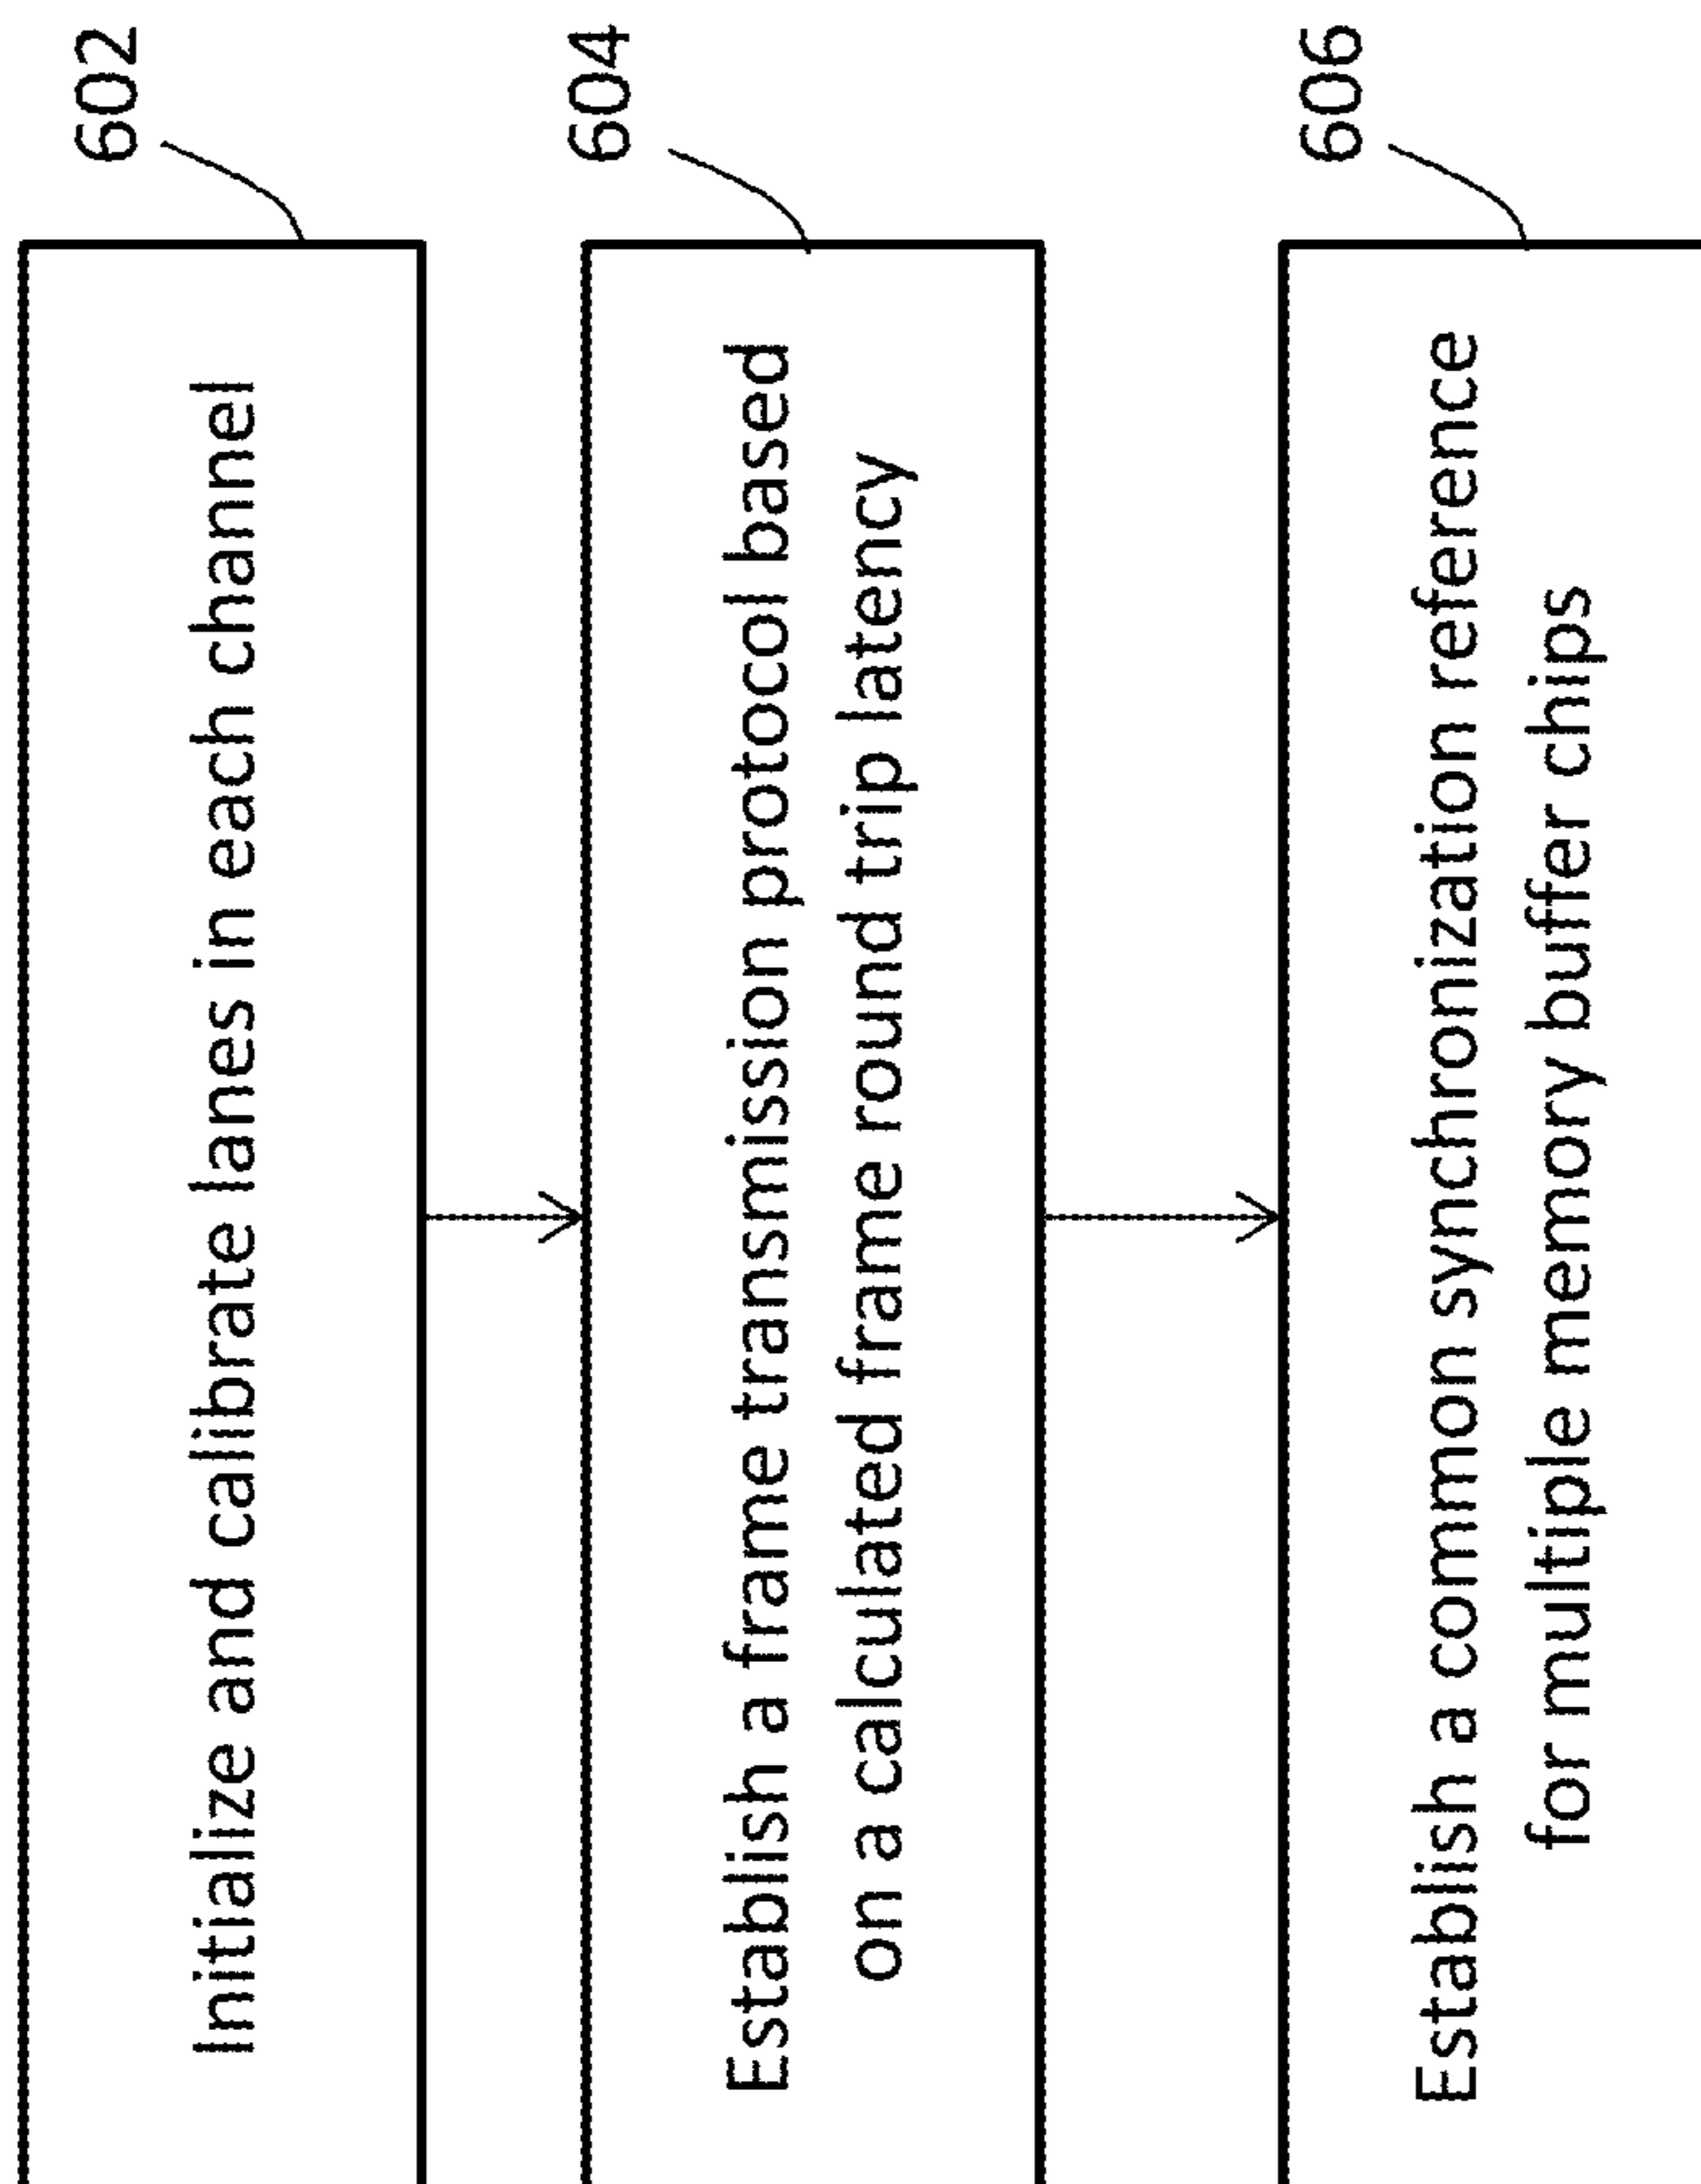 602
Initialize and calibrate lanes in each channel
604
Establish a frame transmission protocol based
on a calculated frame round trip latency
606
Establish a common synchronization reference
for multiple memory buffer chips